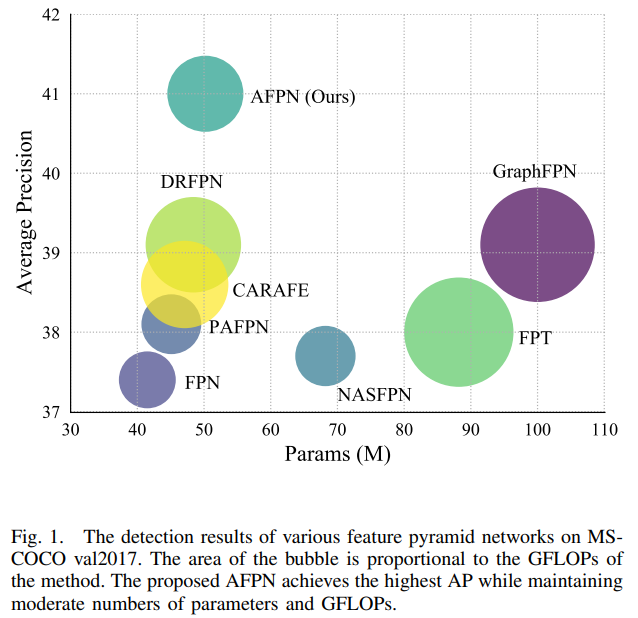 42
41
40
39
38
37
Average Precision
AFPN (Ours)
DRFPN
GraphFPN
CARAFE
PAFPN
FPT
FPN
NASFPN
30 40 50 60 70 80 90 100 110
Params (M)
Fig. 1. The detection results of various feature pyramid networks on MS-
COCO val2017. The area of the bubble is proportional to the GFLOPs of
the method. The proposed AFPN achieves the highest AP while maintaining
moderate numbers of parameters and GFLOPs.